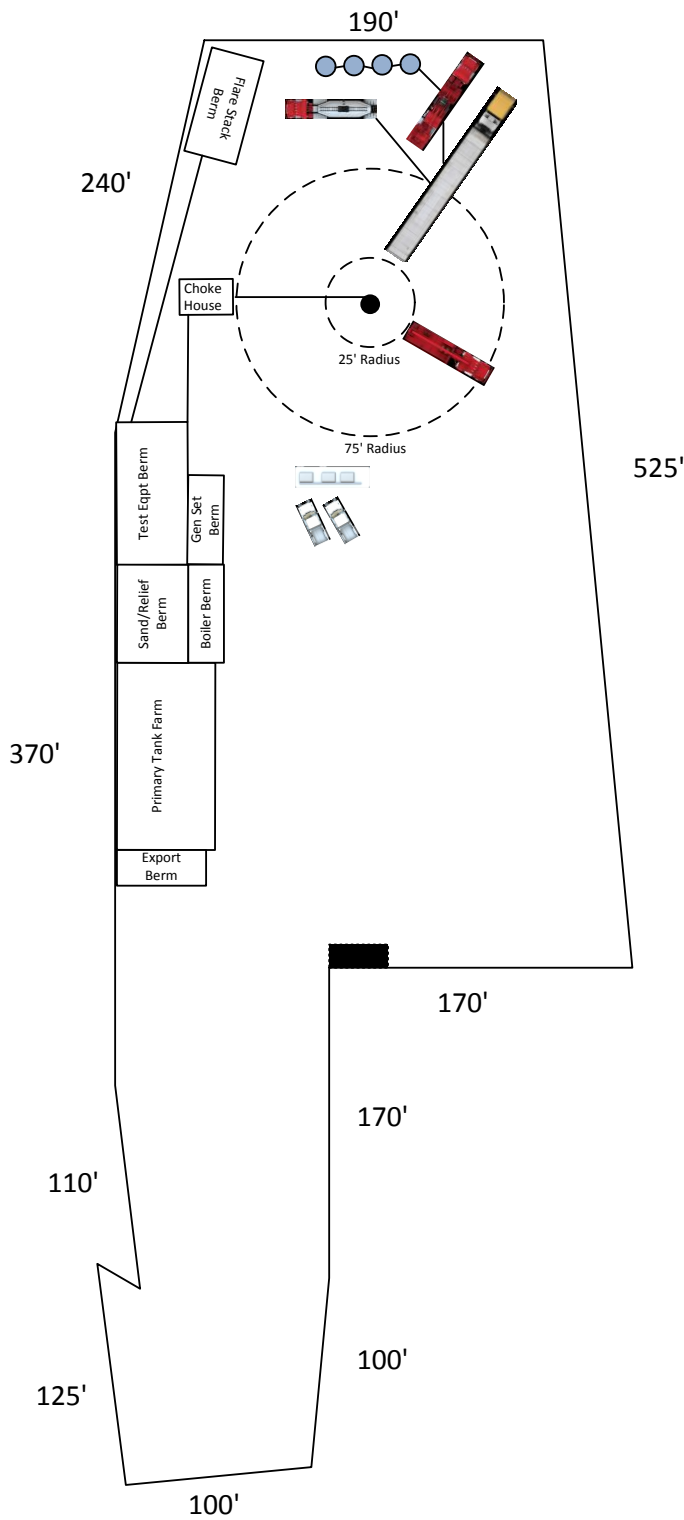 190'
Flare Stack
Berm
240'
Choke
House
25' Radius
75' Radius
525'
Test Eqpt Berm
Gen Set
Berm
Sand/Relief
Berm
Boiler Berm
370'
Primary Tank Farm
Export
Berm
170'
170'
110'
100'
125'
100'